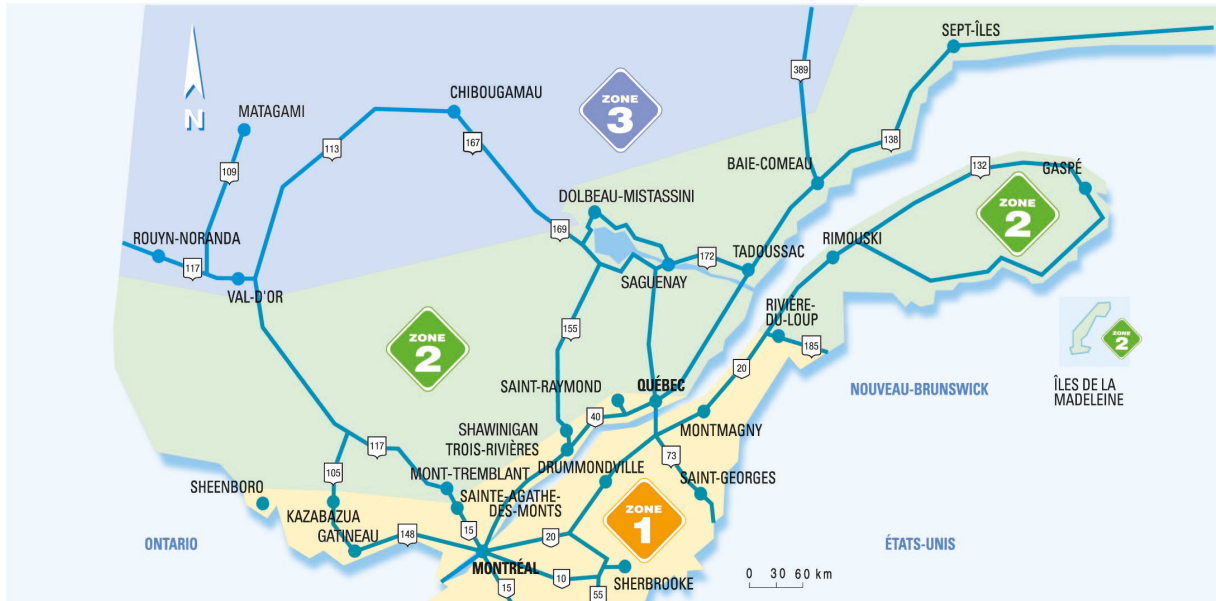 SEPT-ÎLES
389
CHIBOUGAMAU
ZONE
3
MATAGAMI
N
113
167
138
109
BAIE-COMEAU
132
GASPÉ
DOLBEAU-MISTASSINI
ZONE
2
ROUYN-NORANDA
169
TADOUSSAC
RIMOUSKI
117
172
VAL-D'OR
SAGUENAY
RIVIÈRE-
DU-LOUP
155
ZONE
2
185
ZONE
2
20
SAINT-RAYMOND
QUÉBEC
NOUVEAU-BRUNSWICK
ÎLES DE LA
MADELEINE
40
SHAWINIGAN
MONTMAGNY
TROIS-RIVIÈRES
117
73
105
DRUMMONDVILLE
MONT-TREMBLANT
SAINT-GEORGES
SHEENBORO
SAINTE-AGATHE-
DES-MONTS
KAZABAZUA
ZONE
1
15
148
GATINEAU
20
ONTARIO
ÉTATS-UNIS
MONTRÉAL
10
SHERBROOKE
0 30 60 km
15
55